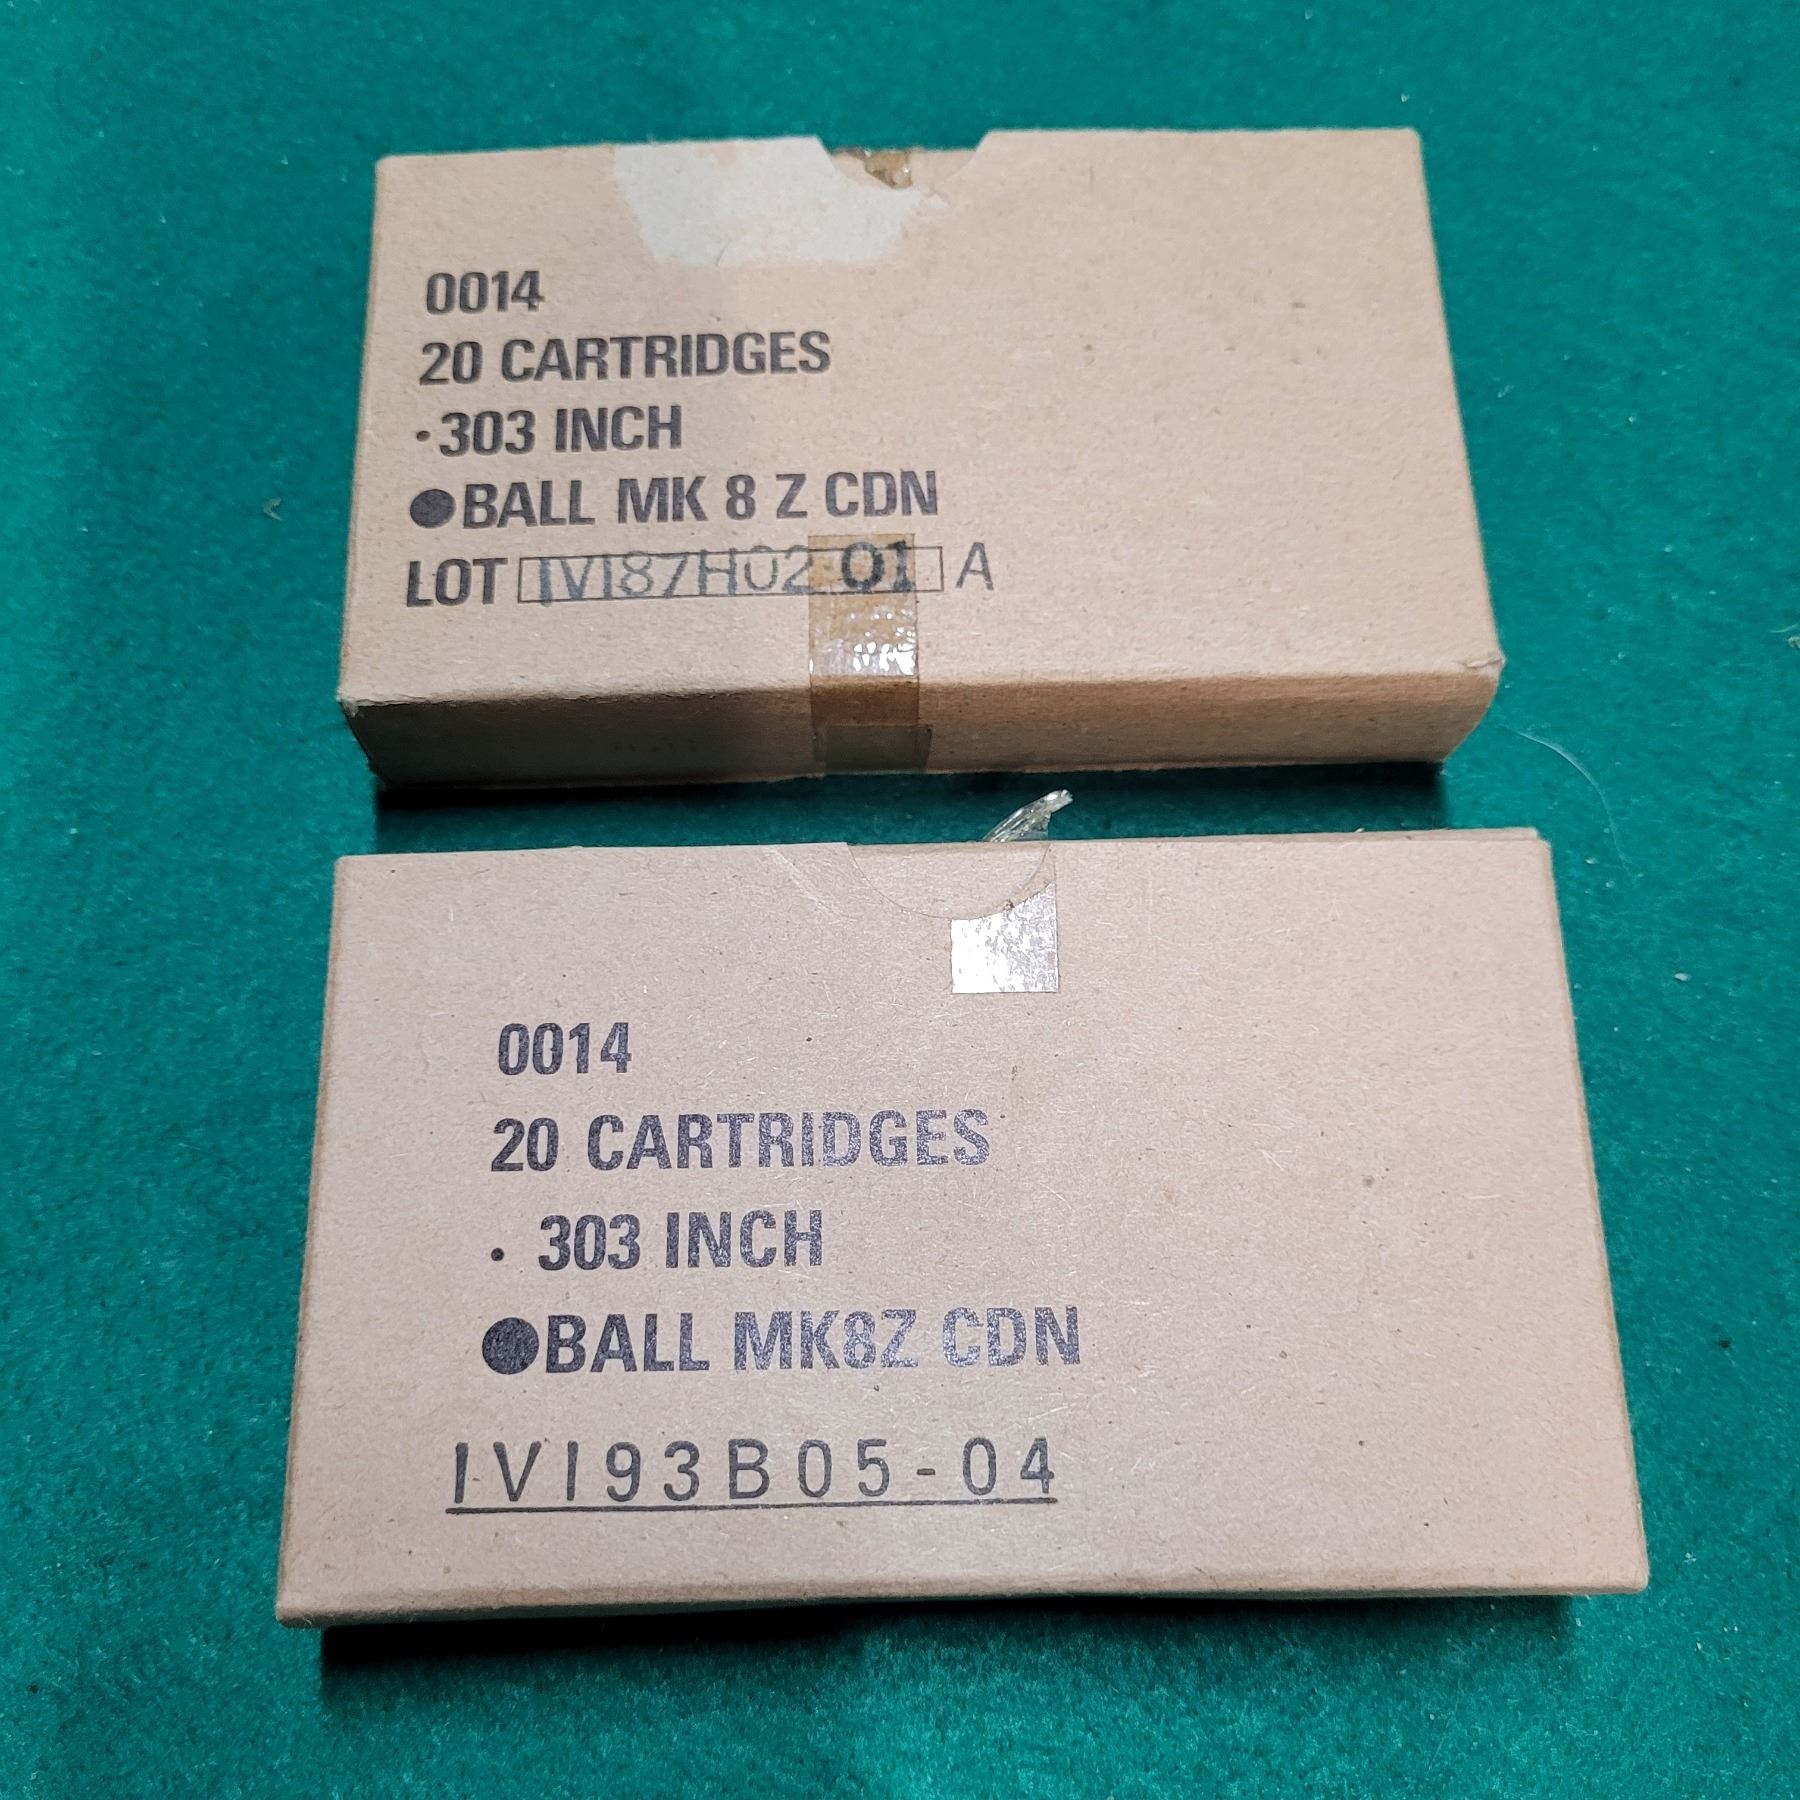 0014
20 CARTRIDGES
·303 INCH
●BALL MK 8 Z CDN
LOT IVI87H02 01 A
0014
20 CARTRIDGES
. 303 INCH
●BALL MK8Z CDN
IVI93B05-04